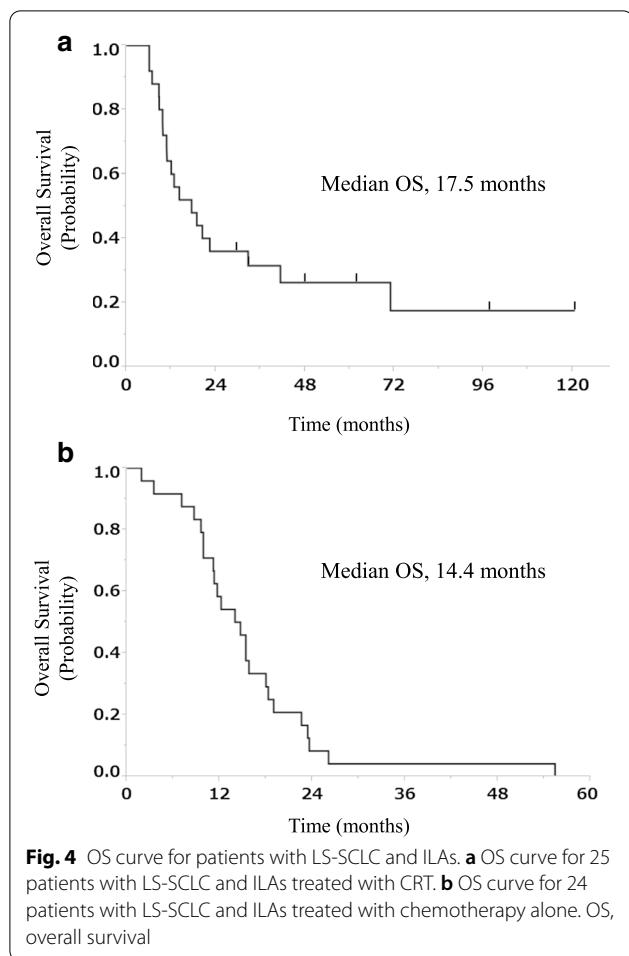 a
1.0
0.8
0.6
0.4
0.2
0.0
Overall Survival
(Probability)
Median OS, 17.5 months
0 24 48 72 96 120
Time (months)
b
1.0
0.8
0.6
0.4
0.2
0.0
Overall Survival
(Probability)
Median OS, 14.4 months
0 12 24 36 48 60
Time (months)
Fig. 4 OS curve for patients with LS-SCLC and ILAs. a OS curve for 25
patients with LS-SCLC and ILAs treated with CRT. b OS curve for 24
patients with LS-SCLC and ILAs treated with chemotherapy alone. OS,
overall survival